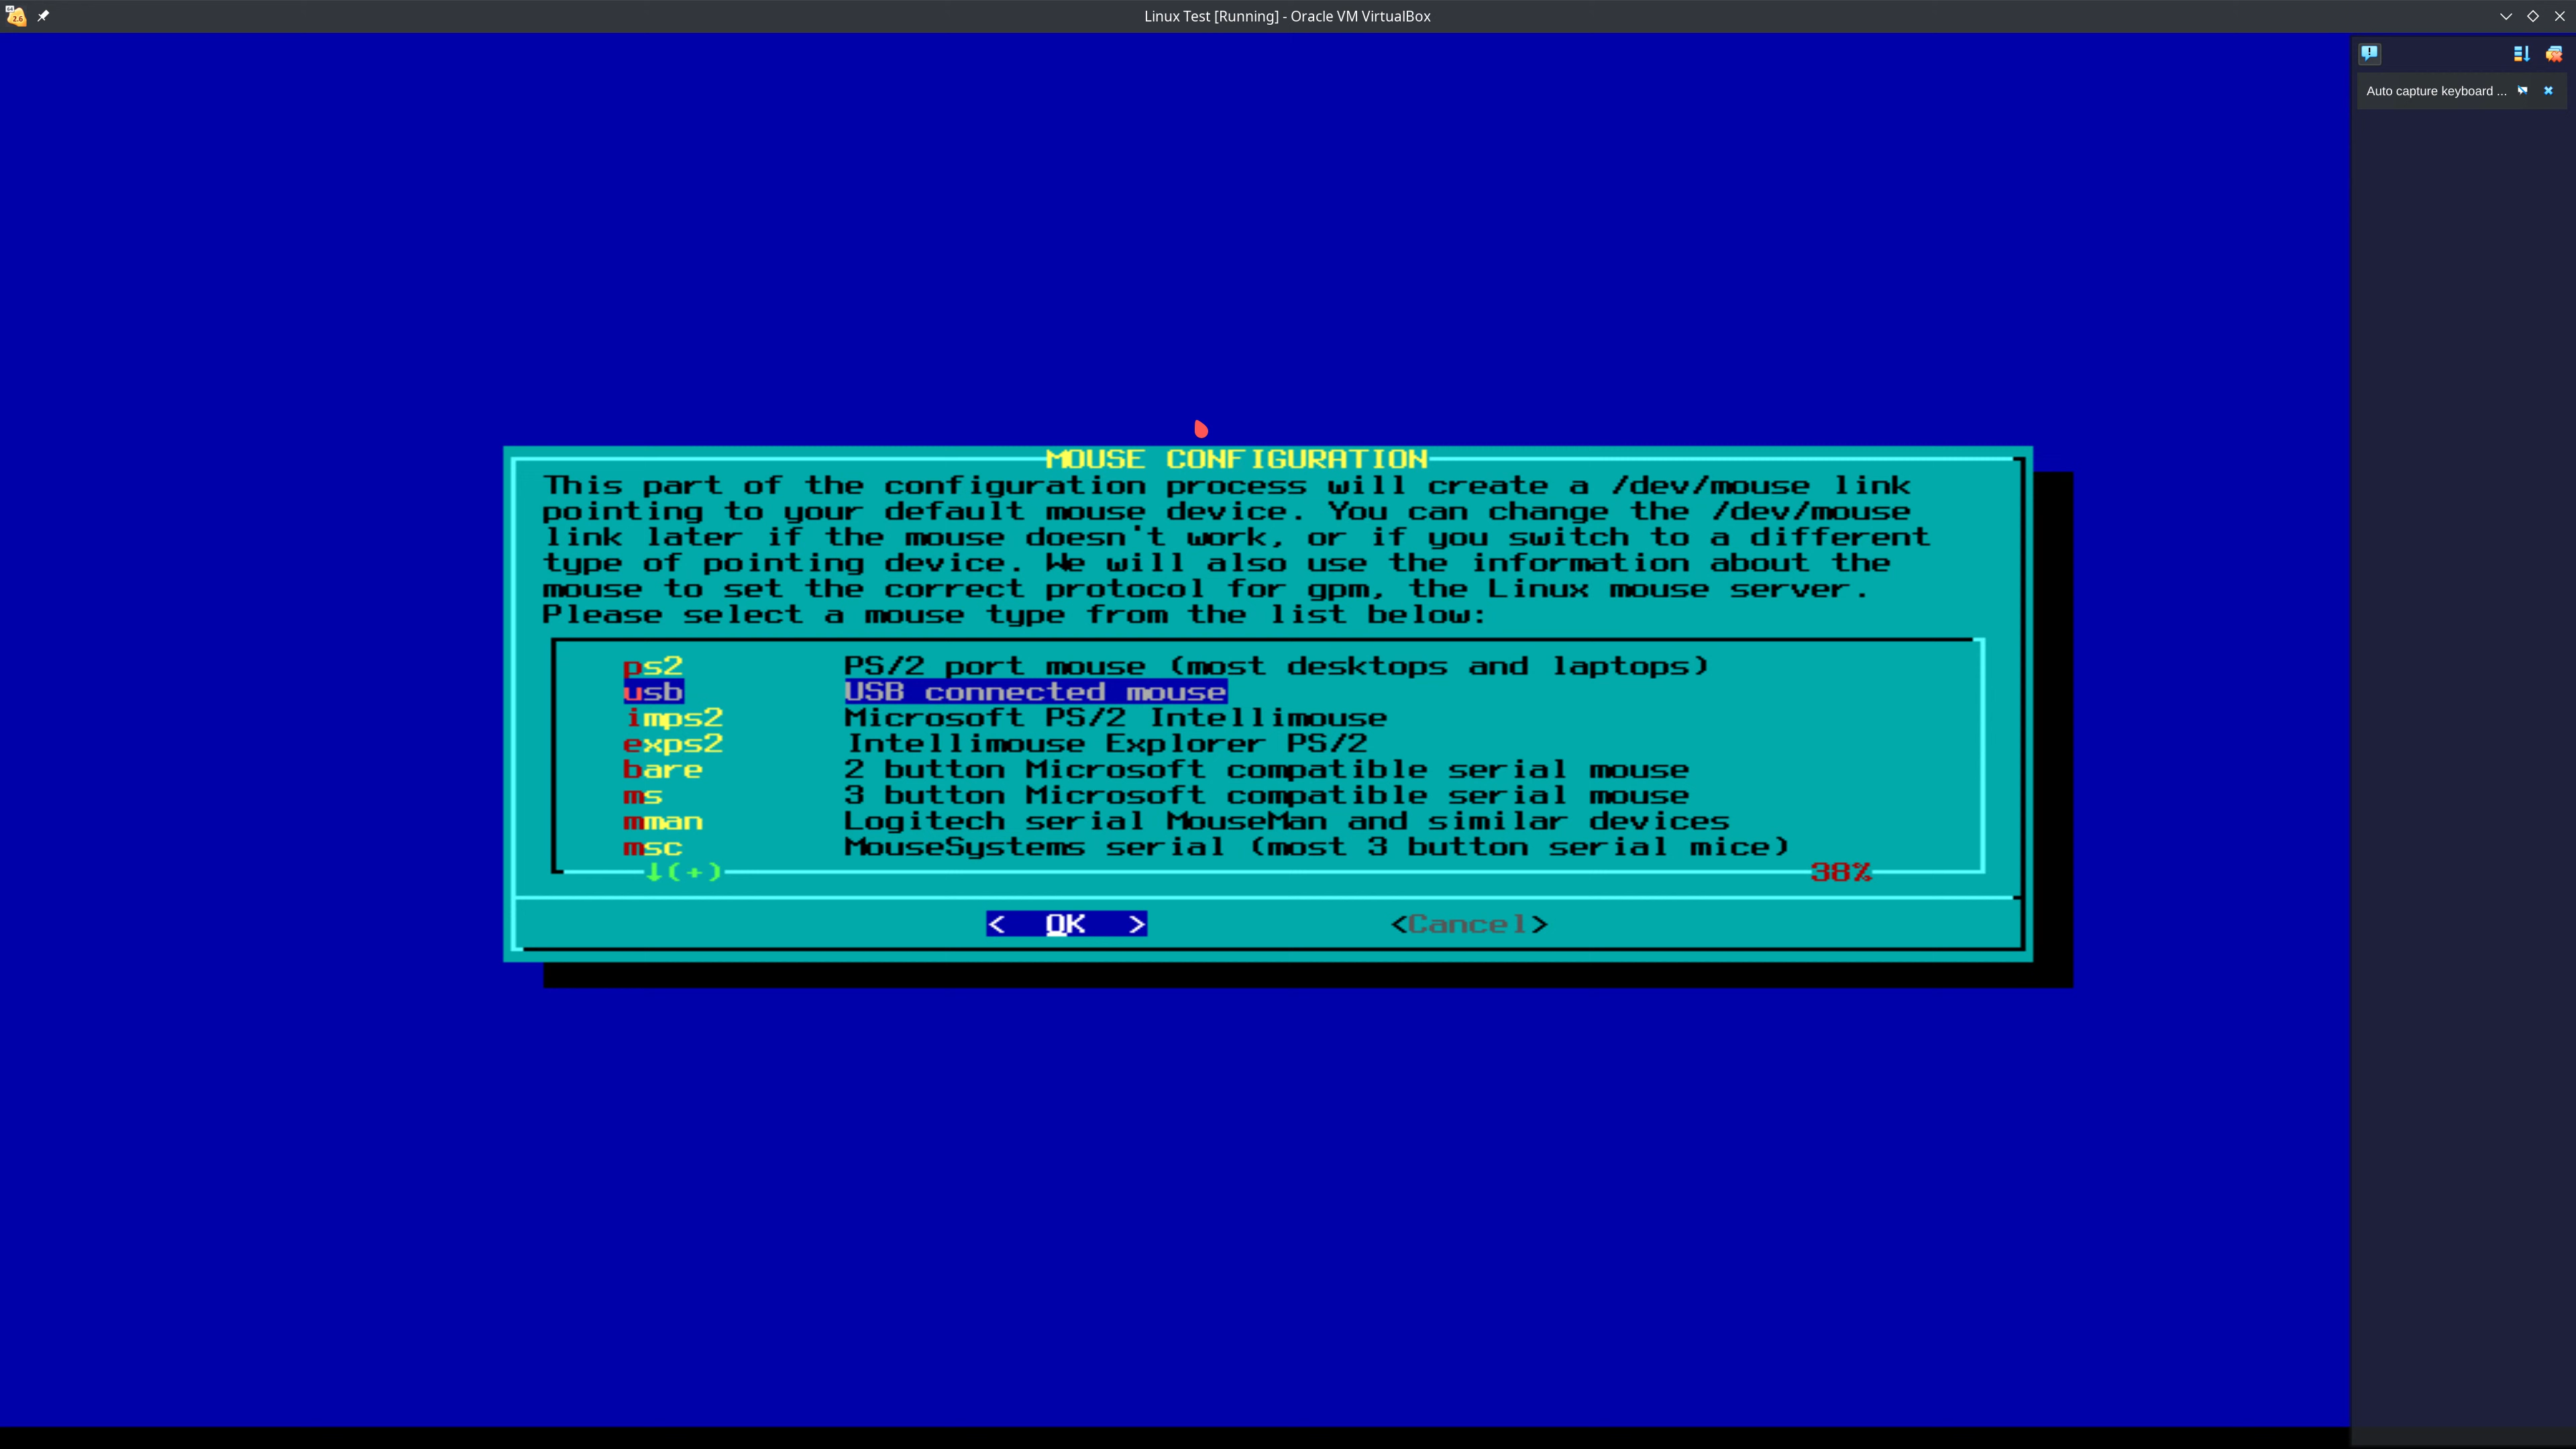 Linux Test [Running] - Oracle VM VirtualBox
Auto capture keyboard ...
MOUSE CONFIGURATION
This part of the configuration process will create a /dev/mouse link
pointing to your default mouse device. You can change the /dev/mouse
link later if the mouse doesn't work, or if you switch to a different
type of pointing device. We will also use the information about the
mouse to set the correct protocol for gpm, the Linux mouse server.
Please select a mouse type from the list below:
ps2 PS/2 port mouse (most desktops and laptops)
usb USB connected mouse
imps2 Microsoft PS/2 Intellimouse
exps2 Intellimouse Explorer PS/2
bare 2 button Microsoft compatible serial mouse
ms 3 button Microsoft compatible serial mouse
mman Logitech serial MouseMan and similar devices
msc MouseSystems serial (most 3 button serial mice)
↓(+) 38%
< OK > <Cancel>